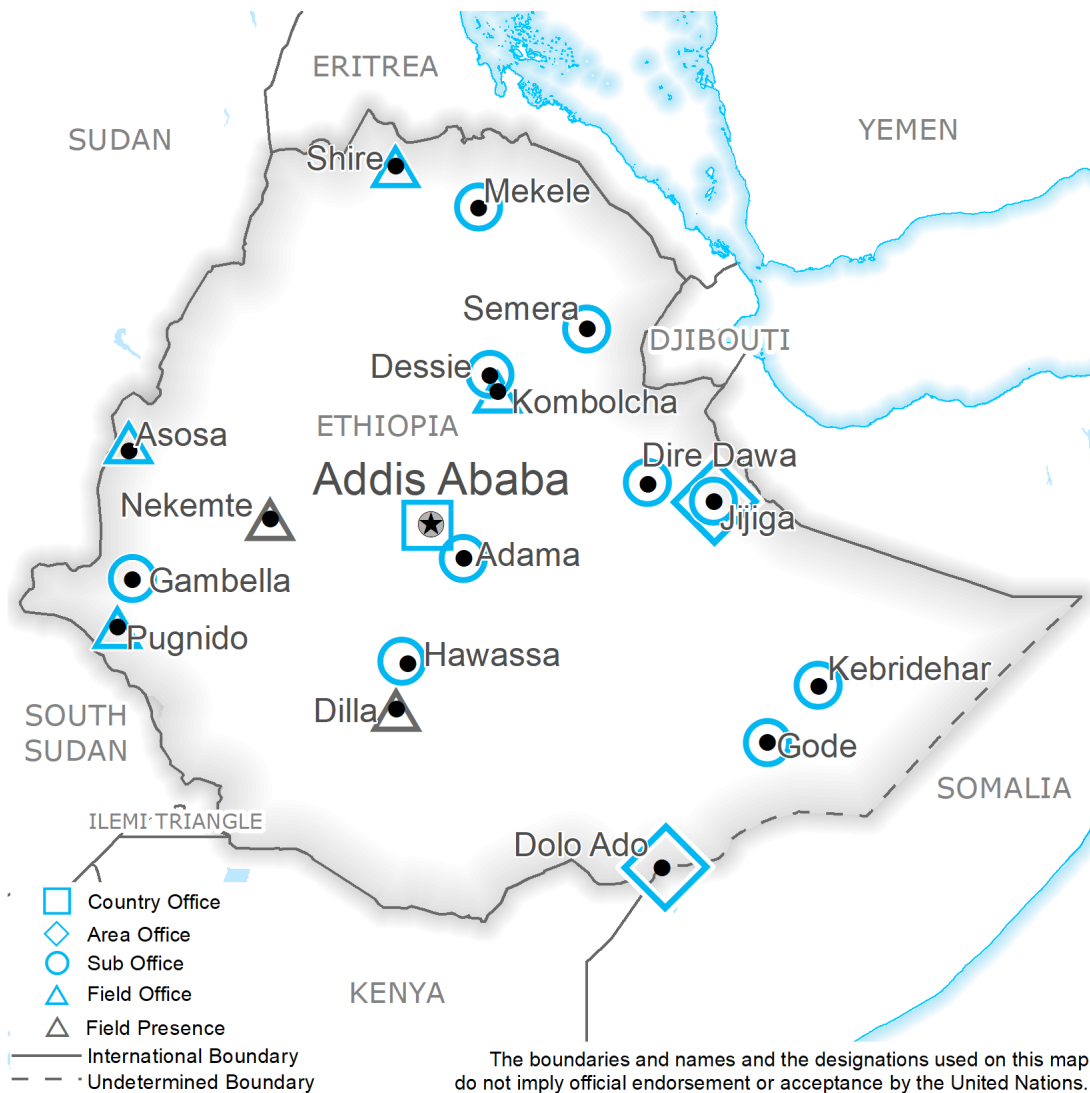 ERITREA
SUDAN
YEMEN
Shire
Mekele
Semera
DJIBOUTI
Dessie
Kombolcha
ETHIOPIA
Asosa
Dire Dawa
Addis Ababa
Nekemte
Jijiga
Adama
Gambella
Pugnido
Hawassa
Kebridehar
Dilla
SOUTH
SUDAN
Gode
SOMALIA
ILEMI TRIANGLE
Dolo Ado
Country Office
Area Office
Sub Office
Field Office
KENYA
Field Presence
International Boundary
Undetermined Boundary
The boundaries and names and the designations used on this map
do not imply official endorsement or acceptance by the United Nations.